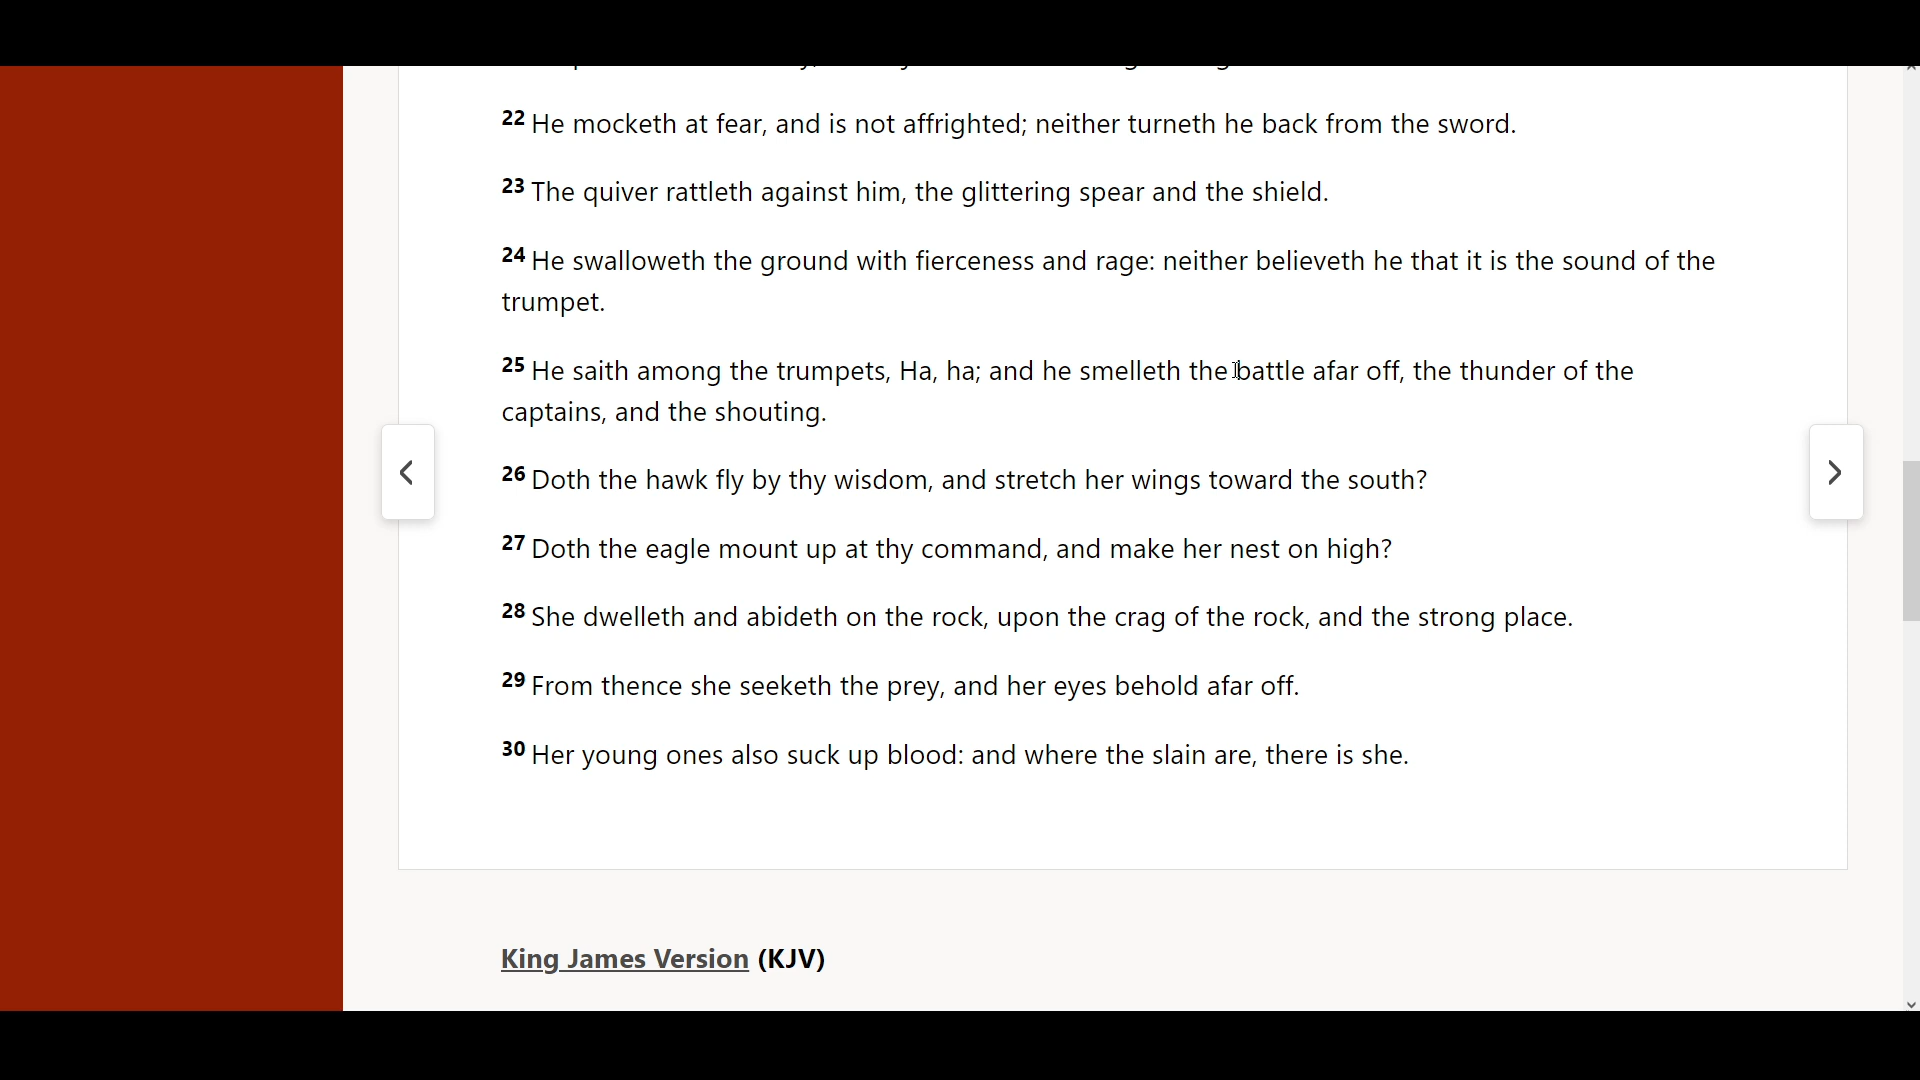 22 He mocketh at fear, and is not affrighted; neither turneth he back from the sword.
23 The quiver rattleth against him, the glittering spear and the shield.
24 He swalloweth the ground with fierceness and rage: neither believeth he that it is the sound of the
trumpet.
25 He saith among the trumpets, Ha, ha; and he smelleth the battle afar off, the thunder of the
captains, and the shouting.
26 Doth the hawk fly by thy wisdom, and stretch her wings toward the south?
27 Doth the eagle mount up at thy command, and make her nest on high?
28 She dwelleth and abideth on the rock, upon the crag of the rock, and the strong place.
29 From thence she seeketh the prey, and her eyes behold afar off.
30 Her young ones also suck up blood: and where the slain are, there is she.
King James Version (KJV)